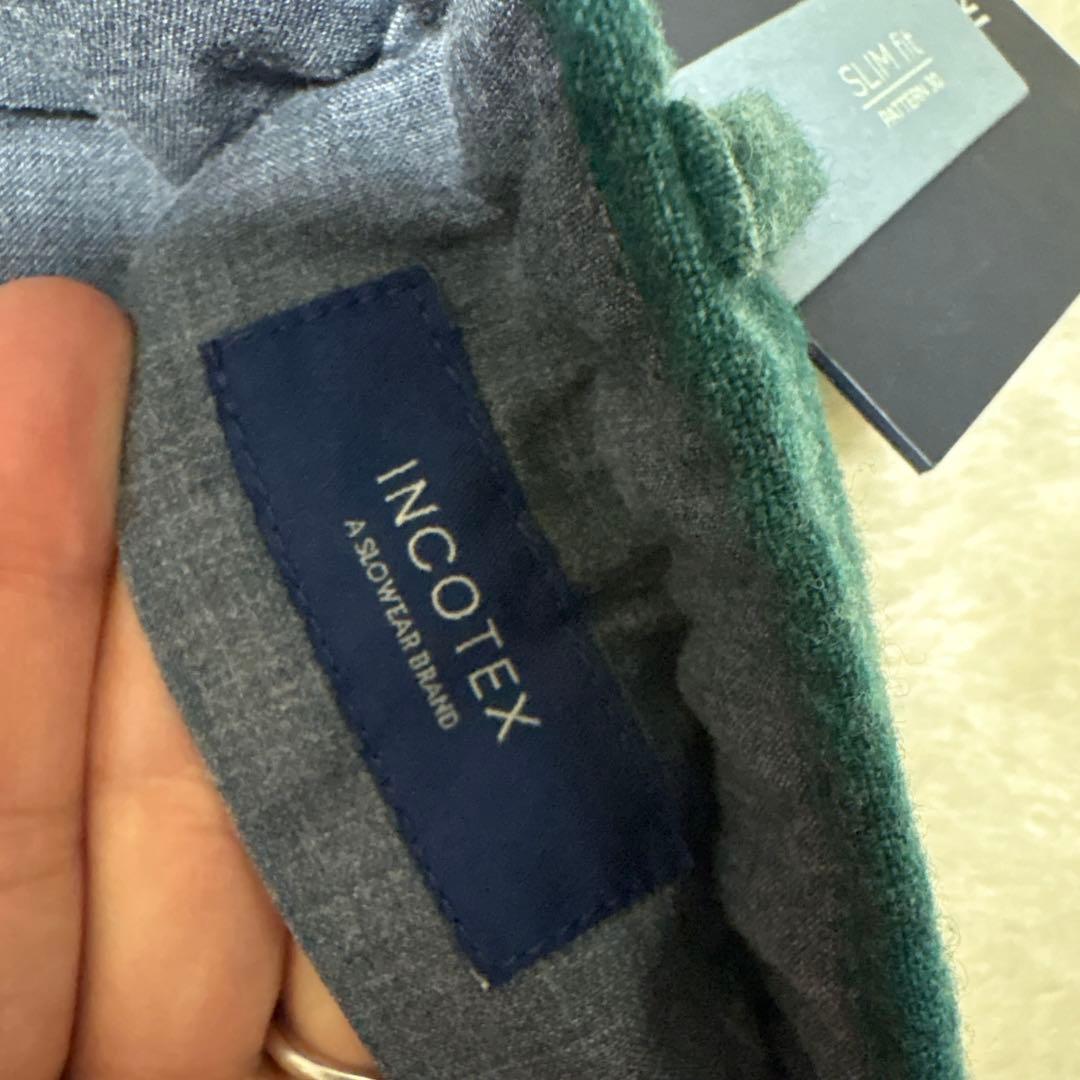 SLIM fit
PATTERN 30
INCOTEX
A SLOWEAR BRAND